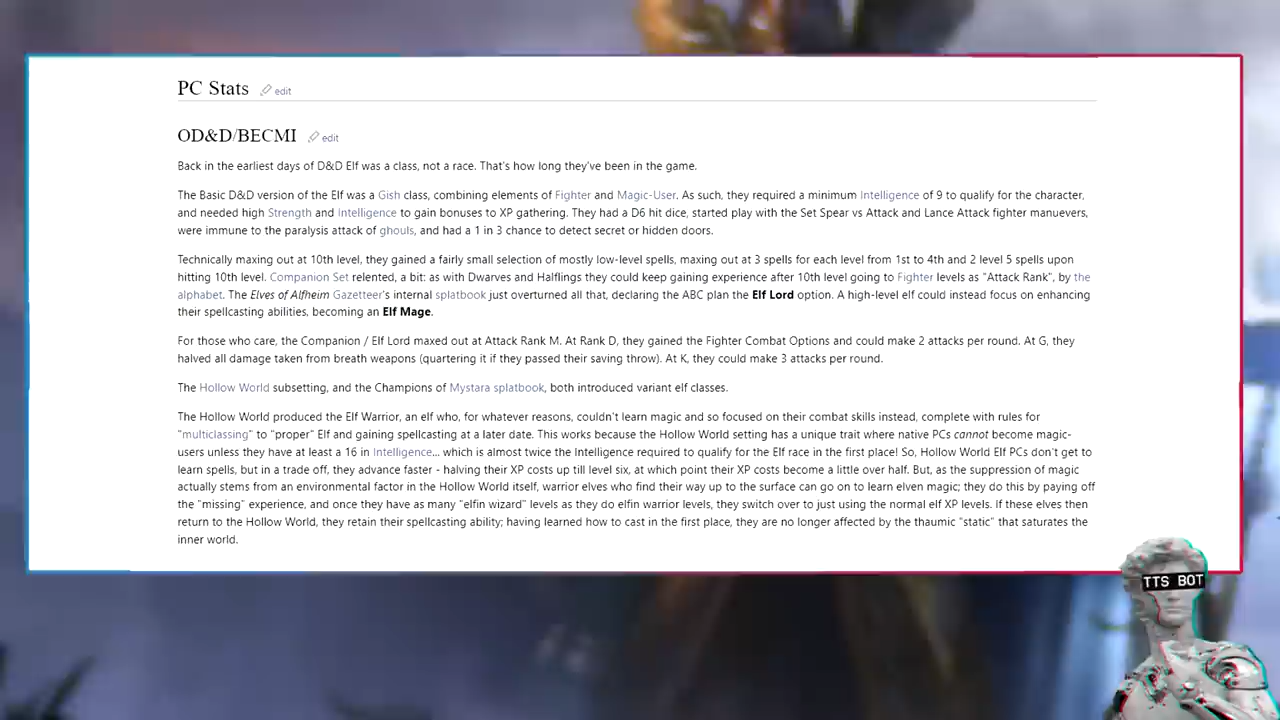 PC Stats edit
OD&D/BECMI edit
Back in the earliest days of D&D Elf was a class, not a race. That's how long they've been in the game.
The Basic D&D version of the Elf was a Gish class, combining elements of Fighter and Magic-User. As such, they required a minimum Intelligence of 9 to qualify for the character,
and needed high Strength and Intelligence to gain bonuses to XP gathering. They had a D6 hit dice, started play with the Set Spear vs Attack and Lance Attack fighter manuevers,
were immune to the paralysis attack of ghouls, and had a 1 in 3 chance to detect secret or hidden doors.
Technically maxing out at 10th level, they gained a fairly small selection of mostly low-level spells, maxing out at 3 spells for each level from 1st to 4th and 2 level 5 spells upon
hitting 10th level. Companion Set relented, a bit: as with Dwarves and Halflings they could keep gaining experience after 10th level going to Fighter levels as "Attack Rank", by the
alphabet. The Elves of Alfheim Gazetteer's internal splatbook just overturned all that, declaring the ABC plan the Elf Lord option. A high-level elf could instead focus on enhancing
their spellcasting abilities, becoming an Elf Mage.
For those who care, the Companion / Elf Lord maxed out at Attack Rank M. At Rank D, they gained the Fighter Combat Options and could make 2 attacks per round. At G, they
halved all damage taken from breath weapons (quartering it if they passed their saving throw). At K, they could make 3 attacks per round.
The Hollow World subsetting, and the Champions of Mystara splatbook, both introduced variant elf classes.
The Hollow World produced the Elf Warrior, an elf who, for whatever reasons, couldn't learn magic and so focused on their combat skills instead, complete with rules for
"multiclassing" to "proper" Elf and gaining spellcasting at a later date. This works because the Hollow World setting has a unique trait where native PCs cannot become magic-
users unless they have at least a 16 in Intelligence... which is almost twice the Intelligence required to qualify for the Elf race in the first place! So, Hollow World Elf PCs don't get to
learn spells, but in a trade off, they advance faster - halving their XP costs up till level six, at which point their XP costs become a little over half. But, as the suppression of magic
actually stems from an environmental factor in the Hollow World itself, warrior elves who find their way up to the surface can go on to learn elven magic; they do this by paying off
the "missing" experience, and once they have as many "elfin wizard" levels as they do elfin warrior levels, they switch over to just using the normal elf XP levels. If these elves then
return to the Hollow World, they retain their spellcasting ability; having learned how to cast in the first place, they are no longer affected by the thaumic "static" that saturates the
inner world.
TTS BOT